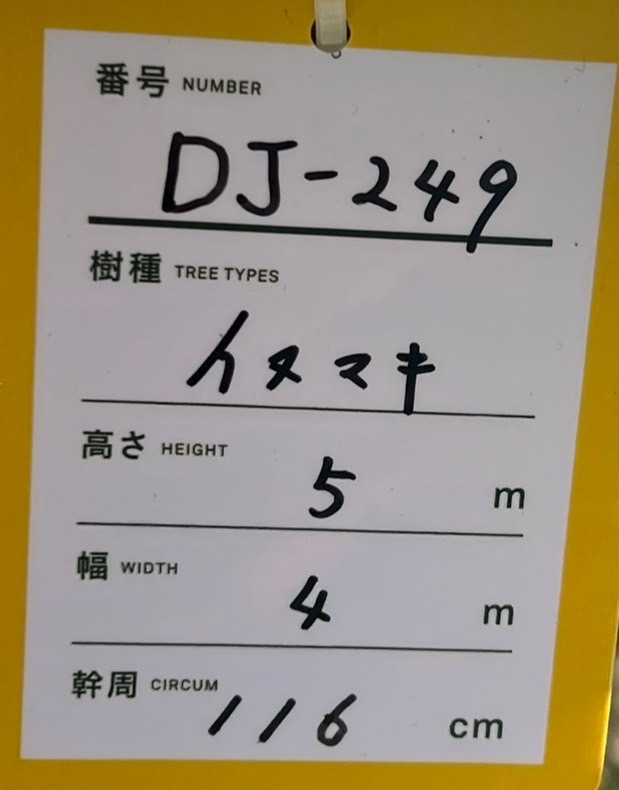 番号 NUMBER
DJ-249
樹種 TREE TYPES
イヌマキ
高さ HEIGHT
5 m
幅 WIDTH
4 m
幹周 CIRCUM
116 cm